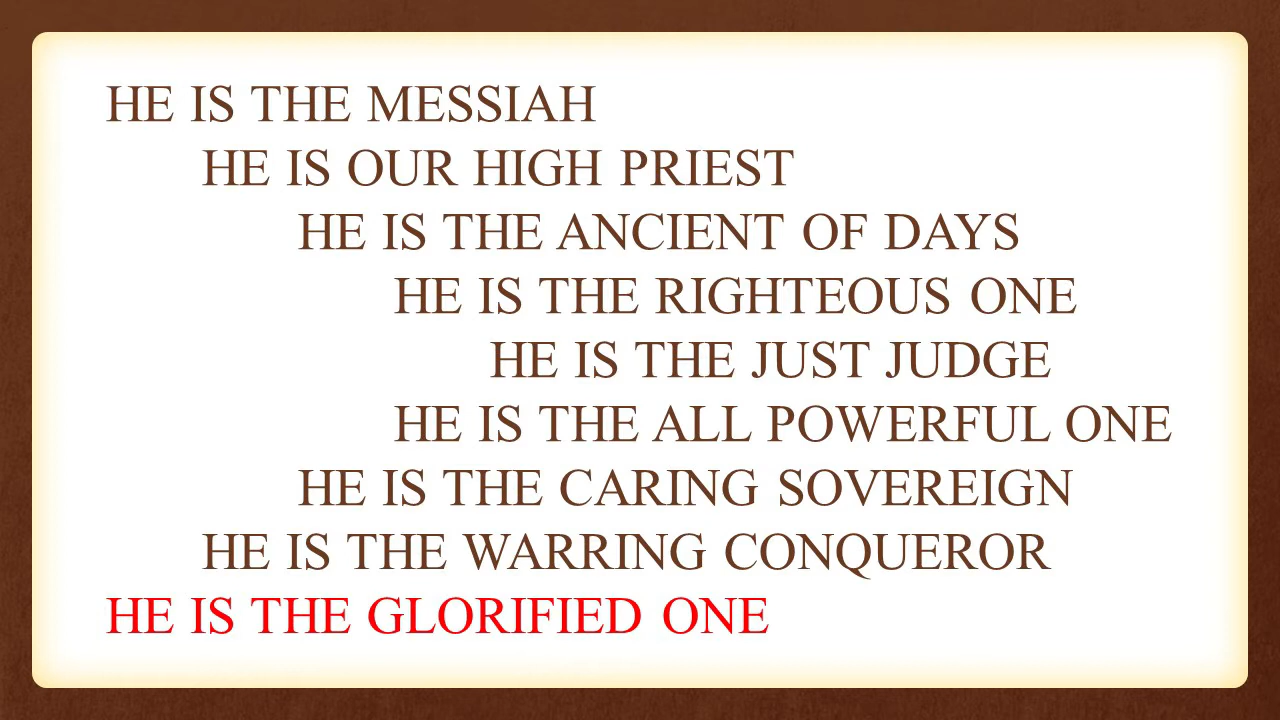 HE IS THE MESSIAH
HE IS OUR HIGH PRIEST
HE IS THE ANCIENT OF DAYS
HE IS THE RIGHTEOUS ONE
HE IS THE JUST JUDGE
HE IS THE ALL POWERFUL ONE
HE IS THE CARING SOVEREIGN
HE IS THE WARRING CONQUEROR
HE IS THE GLORIFIED ONE